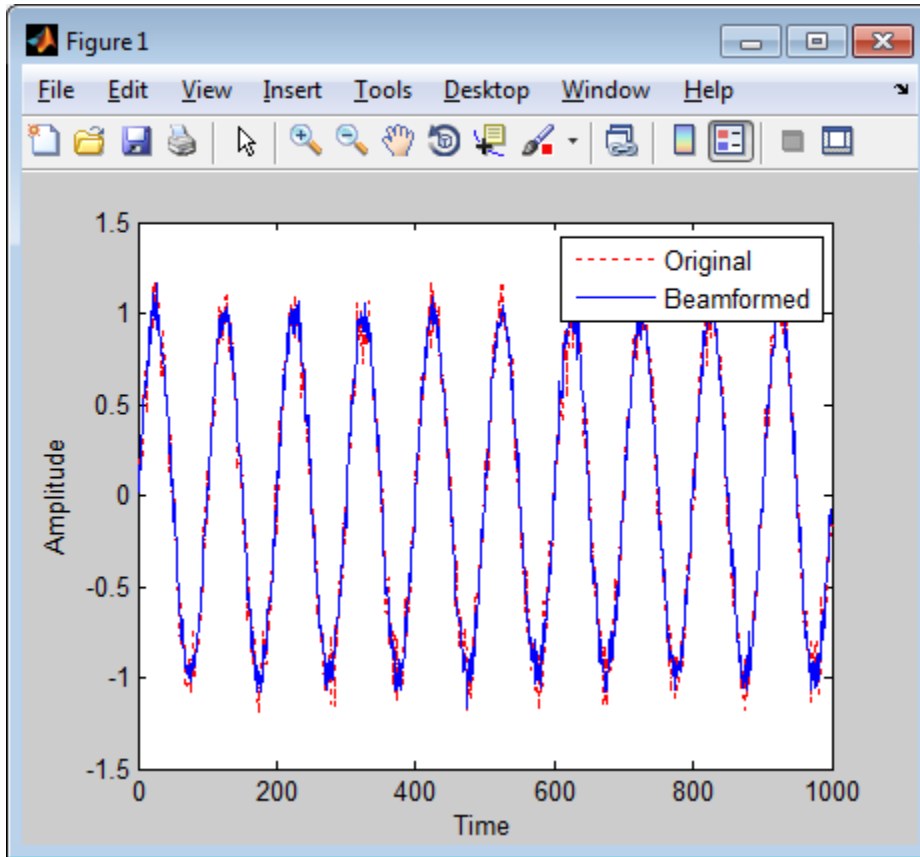 Figure 1
File Edit View Insert Tools Desktop Window Help
Original
Beamformed
1.5
1
0.5
0
-0.5
-1
-1.5
Amplitude
0 200 400 600 800 1000
Time